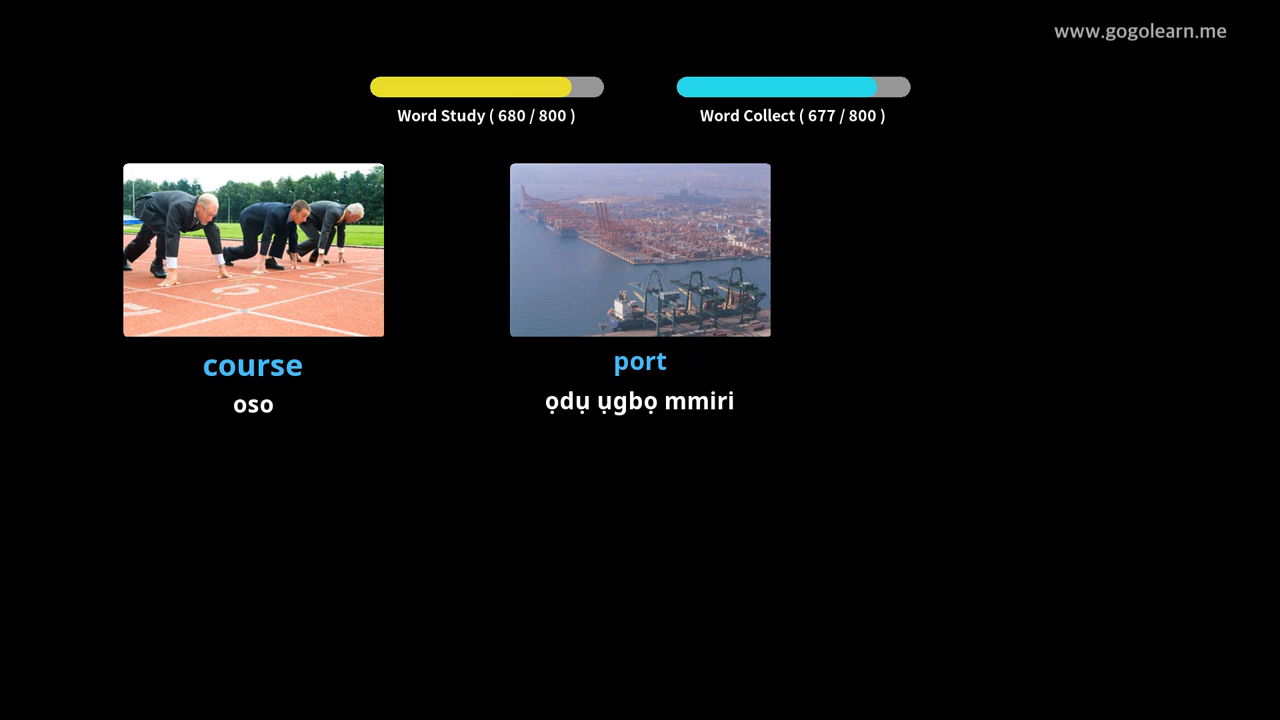 www.gogolearn.me
Word Study ( 680 / 800 )
Word Collect ( 677 / 800 )
course
oso
port
ọdụ ụgbọ mmiri